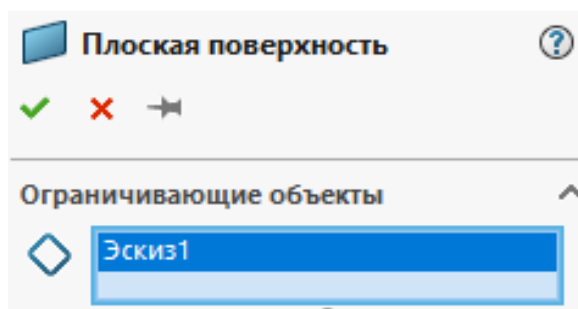 Плоская поверхность
Ограничивающие объекты
Эскиз1